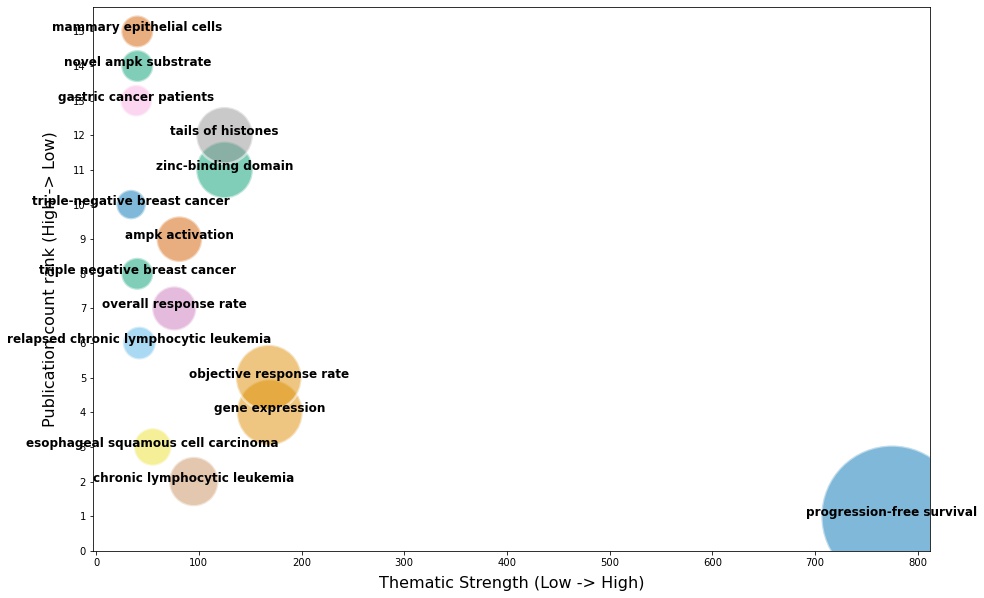 mammary epithelial cells
15
novel ampk substrate
14
gastric cancer patients
13
tails of histones
12
zinc-binding domain
11
triple-negative breast cancer
10
ampk activation
9
triple negative breast cancer
8
overall response rate
7
relapsed chronic lymphocytic leukemia
6
objective response rate
5
gene expression
4
esophageal squamous cell carcinoma
3
chronic lymphocytic leukemia
2
progression-free survival
1
0
Publication count rank (High -> Low)
0 100 200 300 400 500 600 700 800
Thematic Strength (Low -> High)